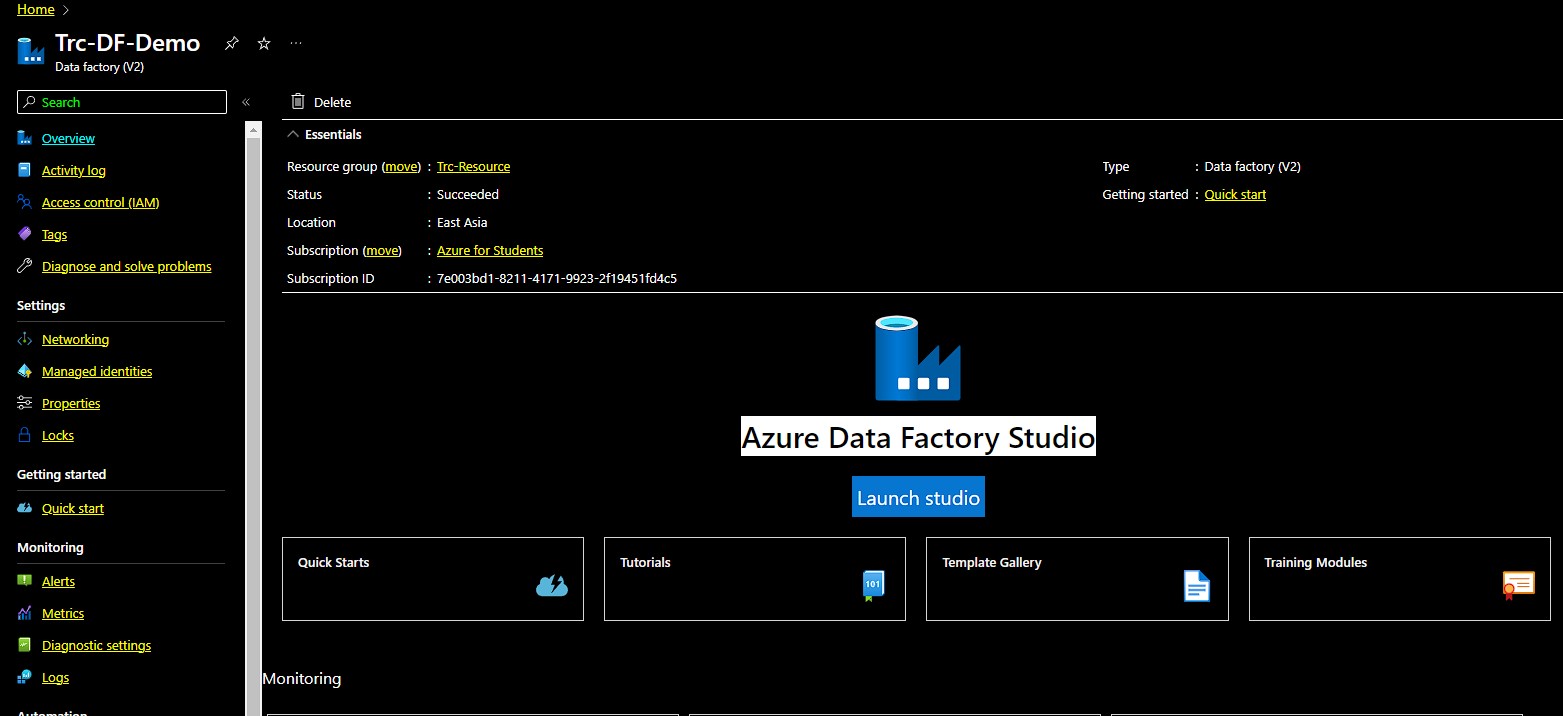 Home >
Trc-DF-Demo ...
Data factory (V2)
Search «
Overview
Activity log
Access control (IAM)
Tags
Diagnose and solve problems
Settings
Networking
Managed identities
Properties
Locks
Getting started
Quick start
Monitoring
Alerts
Metrics
Diagnostic settings
Logs
Automation
Delete
Essentials
Resource group (move) : Trc-Resource
Status : Succeeded
Location : East Asia
Subscription (move) : Azure for Students
Subscription ID : 7e003bd1-8211-4171-9923-2f19451fd4c5
Type : Data factory (V2)
Getting started : Quick start
Azure Data Factory Studio
Launch studio
Quick Starts
Tutorials
101
Template Gallery
Training Modules
Monitoring